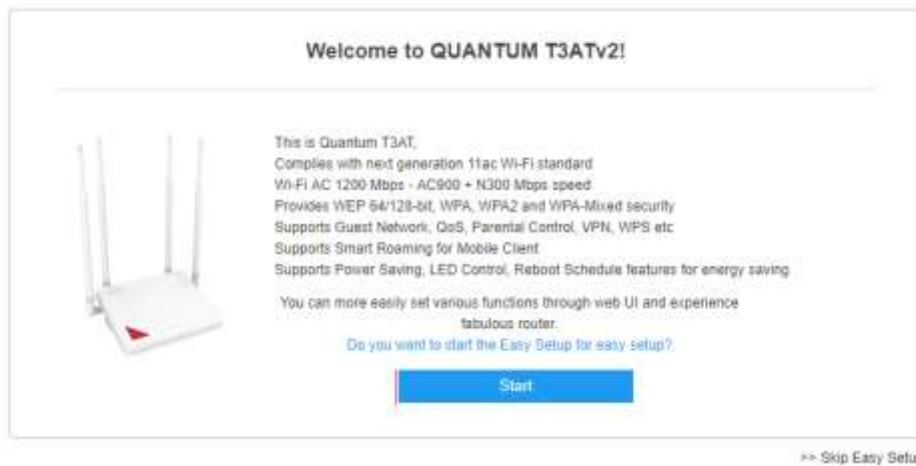 Welcome to QUANTUM T3ATv2!
This is Quantum T3AT,
Complies with next generation 11ac Wi-Fi standard
Wi-Fi AC 1200 Mbps - AC900 + N300 Mbps speed
Provides WEP 64/128-bit, WPA, WPA2 and WPA-Mixed security
Supports Guest Network, QoS, Parental Control, VPN, WPS etc
Supports Smart Roaming for Mobile Client
Supports Power Saving, LED Control, Reboot Schedule features for energy saving
You can more easily set various functions through web UI and experience
fabulous router.
Do you want to start the Easy Setup for easy setup?
Start
>> Skip Easy Setu